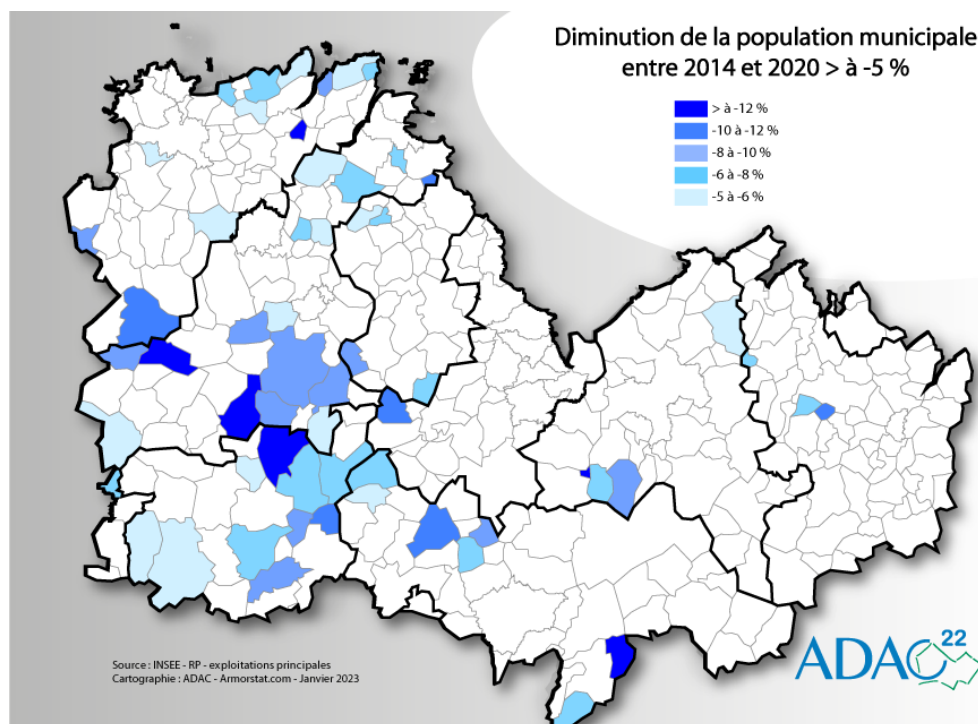 Diminution de la population municipale
entre 2014 et 2020 > à -5 %
> à -12 %
-10 à -12 %
-8 à -10 %
-6 à -8 %
-5 à -6 %
Source : INSEE - RP - exploitations principales
Cartographie : ADAC - Armorstat.com - Janvier 2023
ADAC 22